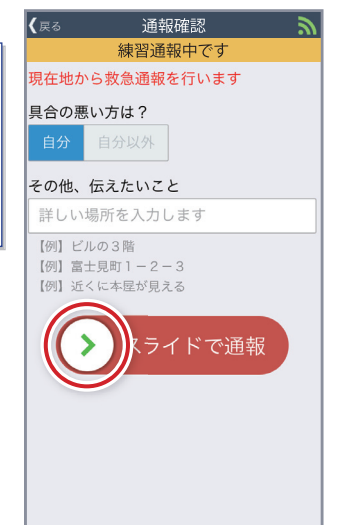 戻る 通報確認
練習通報中です
現在地から救急通報を行います
具合の悪い方は？
自分 自分以外
その他、伝えたいこと
詳しい場所を入力します
【例】ビルの３階
【例】富士見町１－２－３
【例】近くに本屋が見える
スライドで通報